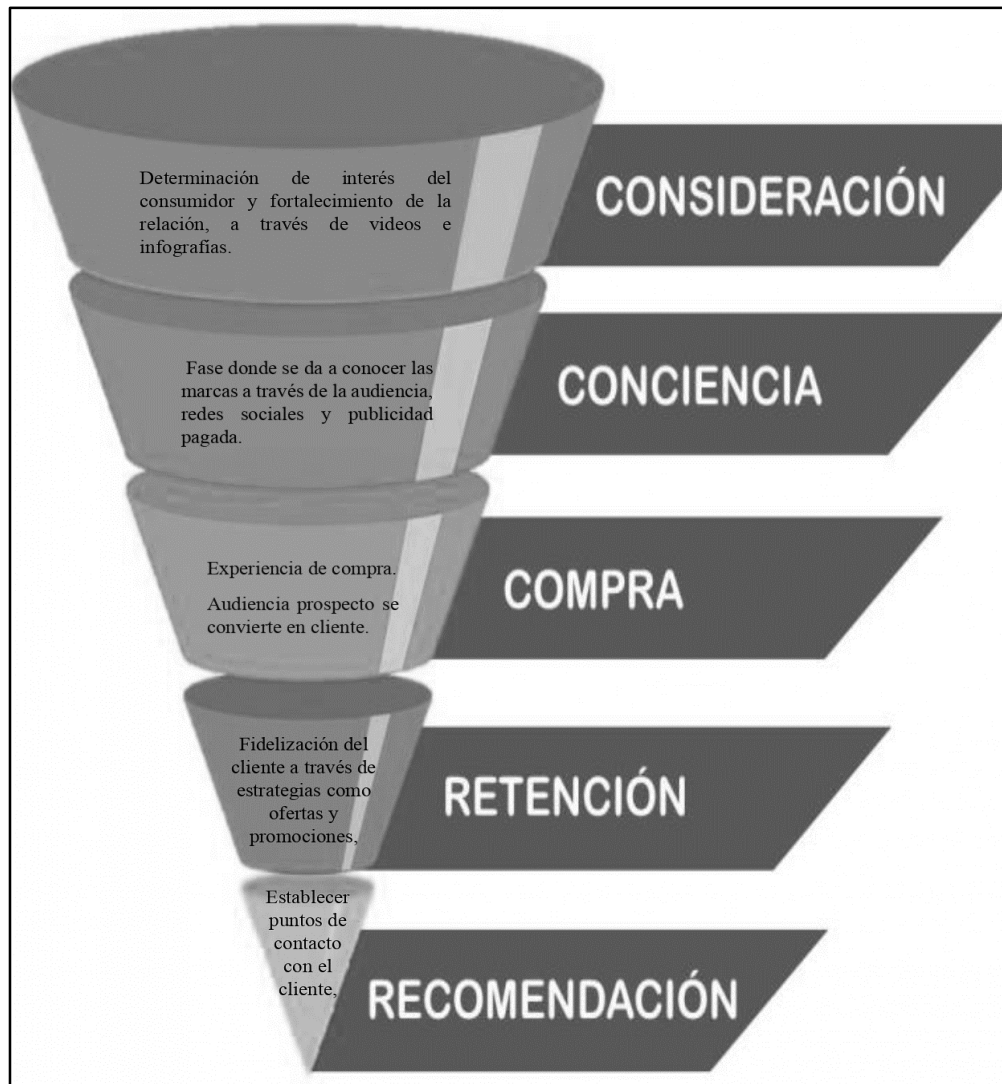 Determinación de interés del
consumidor y fortalecimiento de la
relación, a través de videos e
infografías.
CONSIDERACIÓN
Fase donde se da a conocer las
marcas a través de la audiencia,
redes sociales y publicidad
pagada.
CONCIENCIA
Experiencia de compra.
Audiencia prospecto se
convierte en cliente.
COMPRA
Fidelización del
cliente a través de
estrategias como
ofertas y
promociones,
RETENCIÓN
Establecer
puntos de
contacto
con el
cliente,
RECOMENDACIÓN